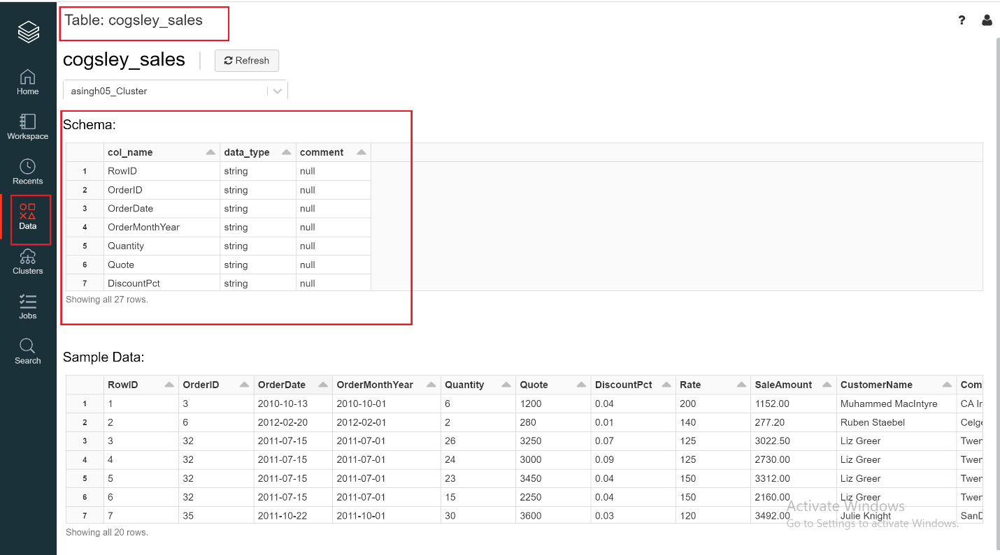 Table: cogsley_sales
?
cogsley_sales
Refresh
asingh05_Cluster
Home
Workspace
Recents
Data
Clusters
Jobs
Search
Schema:
col_name data_type comment
1 RowID string null
2 OrderID string null
3 OrderDate string null
4 OrderMonthYear string null
5 Quantity string null
6 Quote string null
7 DiscountPct string null
Showing all 27 rows.
Sample Data:
RowID OrderID OrderDate OrderMonthYear Quantity Quote DiscountPct Rate SaleAmount CustomerName Com
1 1 3 2010-10-13 2010-10-01 6 1200 0.04 200 1152.00 Muhammed MacIntyre CA
2 2 6 2012-02-20 2012-02-01 2 280 0.01 140 277.20 Ruben Staebel Celg
3 3 32 2011-07-15 2011-07-01 26 3250 0.07 125 3022.50 Liz Greer Twe
4 4 32 2011-07-15 2011-07-01 24 3000 0.09 125 2730.00 Liz Greer Twe
5 5 32 2011-07-15 2011-07-01 23 3450 0.04 150 3312.00 Liz Greer Twe
6 6 32 2011-07-15 2011-07-01 15 2250 0.04 150 2160.00 Liz Greer Twe
7 7 35 2011-10-22 2011-10-01 30 3600 0.03 120 3492.00 Julie Knight San
Showing all 20 rows.
Activate Windows
Go to Settings to activate Windows.